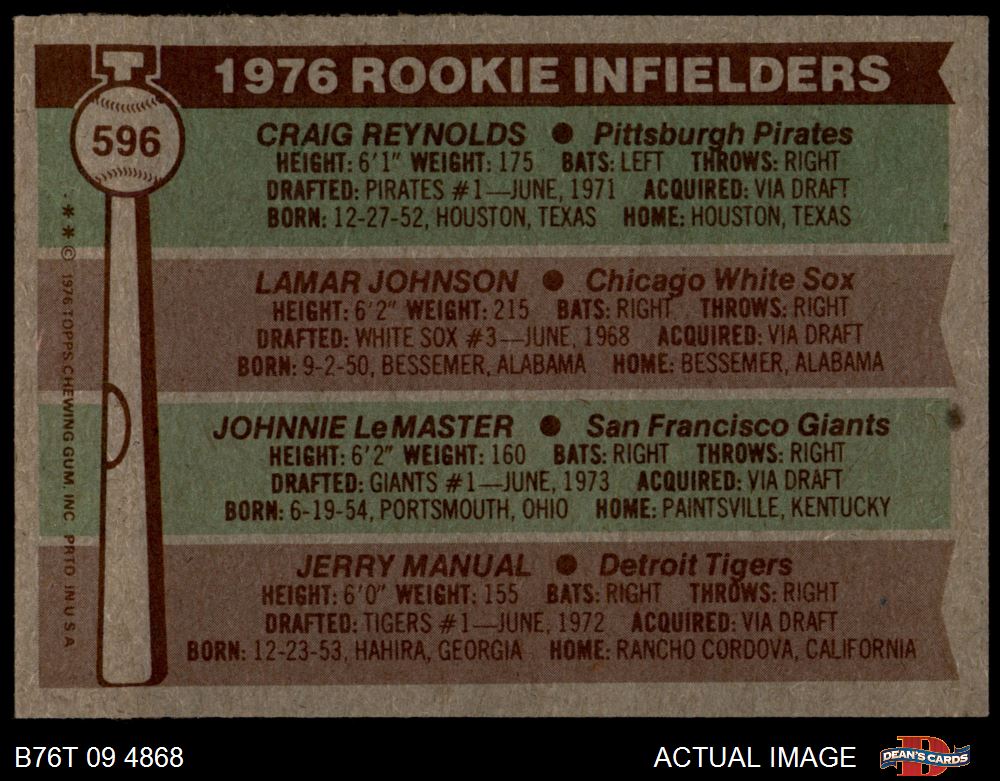 T
1976 ROOKIE INFIELDERS
596
CRAIG REYNOLDS ● Pittsburgh Pirates
HEIGHT: 6'1" WEIGHT: 175 BATS: LEFT THROWS: RIGHT
DRAFTED: PIRATES #1—JUNE, 1971 ACQUIRED: VIA DRAFT
BORN: 12-27-52, HOUSTON, TEXAS HOME: HOUSTON, TEXAS
LAMAR JOHNSON ● Chicago White Sox
HEIGHT: 6'2" WEIGHT: 215 BATS: RIGHT THROWS: RIGHT
DRAFTED: WHITE SOX #3—JUNE, 1968 ACQUIRED: VIA DRAFT
BORN: 9-2-50, BESSEMER, ALABAMA HOME: BESSEMER, ALABAMA
JOHNNIE LeMASTER ● San Francisco Giants
HEIGHT: 6'2" WEIGHT: 160 BATS: RIGHT THROWS: RIGHT
DRAFTED: GIANTS #1—JUNE, 1973 ACQUIRED: VIA DRAFT
BORN: 6-19-54, PORTSMOUTH, OHIO HOME: PAINTSVILLE, KENTUCKY
JERRY MANUAL ● Detroit Tigers
HEIGHT: 6'0" WEIGHT: 155 BATS: RIGHT THROWS: RIGHT
DRAFTED: TIGERS #1—JUNE, 1972 ACQUIRED: VIA DRAFT
BORN: 12-23-53, HAHIRA, GEORGIA HOME: RANCHO CORDOVA, CALIFORNIA
** © 1976 TOPPS CHEWING GUM, INC. PRTD. IN U.S.A.
B76T 09 4868
ACTUAL IMAGE
D
DEAN'S CARDS